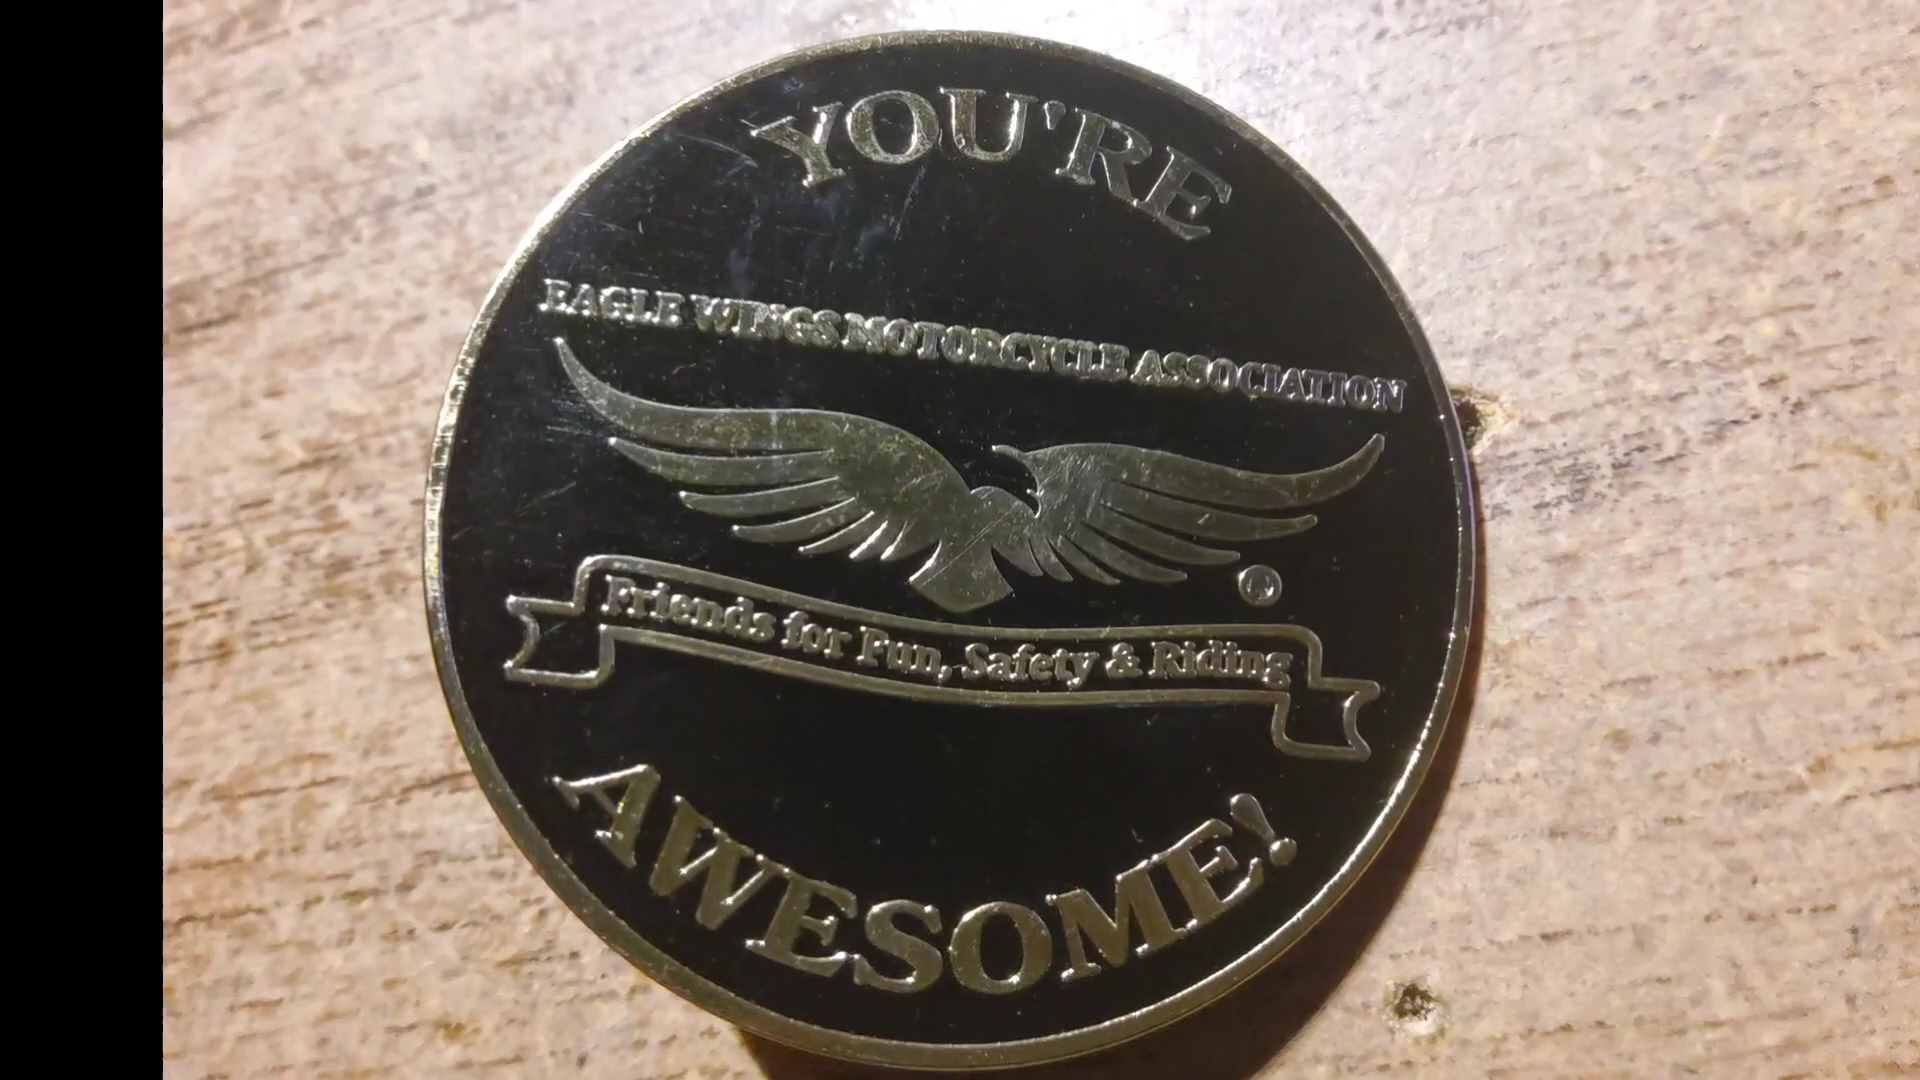 YOU'RE
EAGLE WINGS MOTORCYCLE ASSOCIATION
Friends for Fun, Safety & Riding
AWESOME!